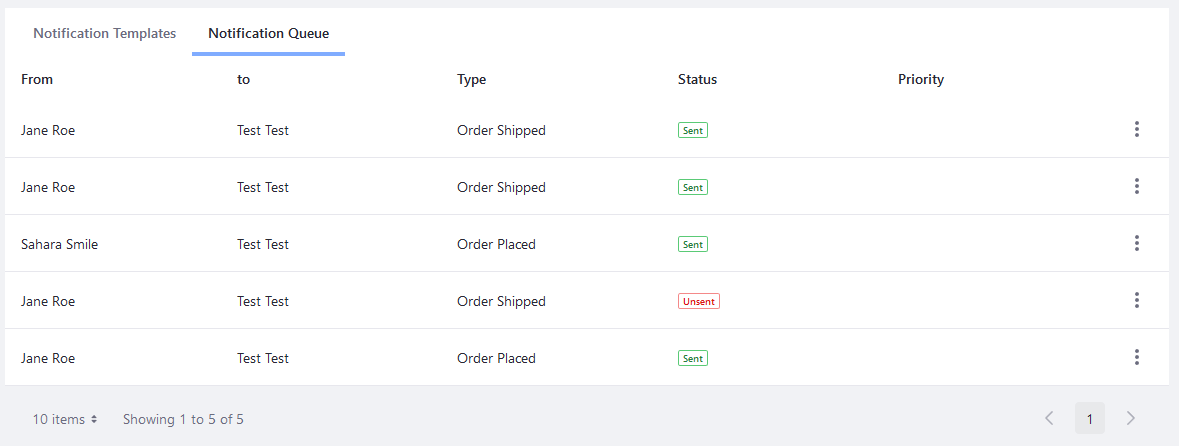 Notification Templates Notification Queue
From to Type Status Priority
Jane Roe Test Test Order Shipped Sent
Jane Roe Test Test Order Shipped Sent
Sahara Smile Test Test Order Placed Sent
Jane Roe Test Test Order Shipped Unsent
Jane Roe Test Test Order Placed Sent
10 items Showing 1 to 5 of 5 1